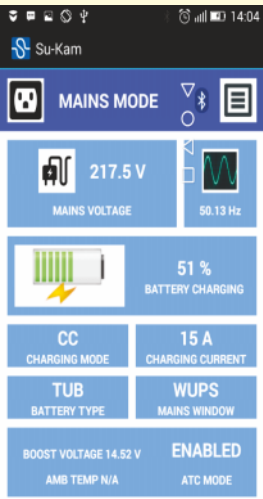 14:04
Su-Kam
MAINS MODE
217.5 V
MAINS VOLTAGE
50.13 Hz
51 %
BATTERY CHARGING
CC
CHARGING MODE
15 A
CHARGING CURRENT
TUB
BATTERY TYPE
WUPS
MAINS WINDOW
BOOST VOLTAGE 14.52 V
AMB TEMP N/A
ENABLED
ATC MODE